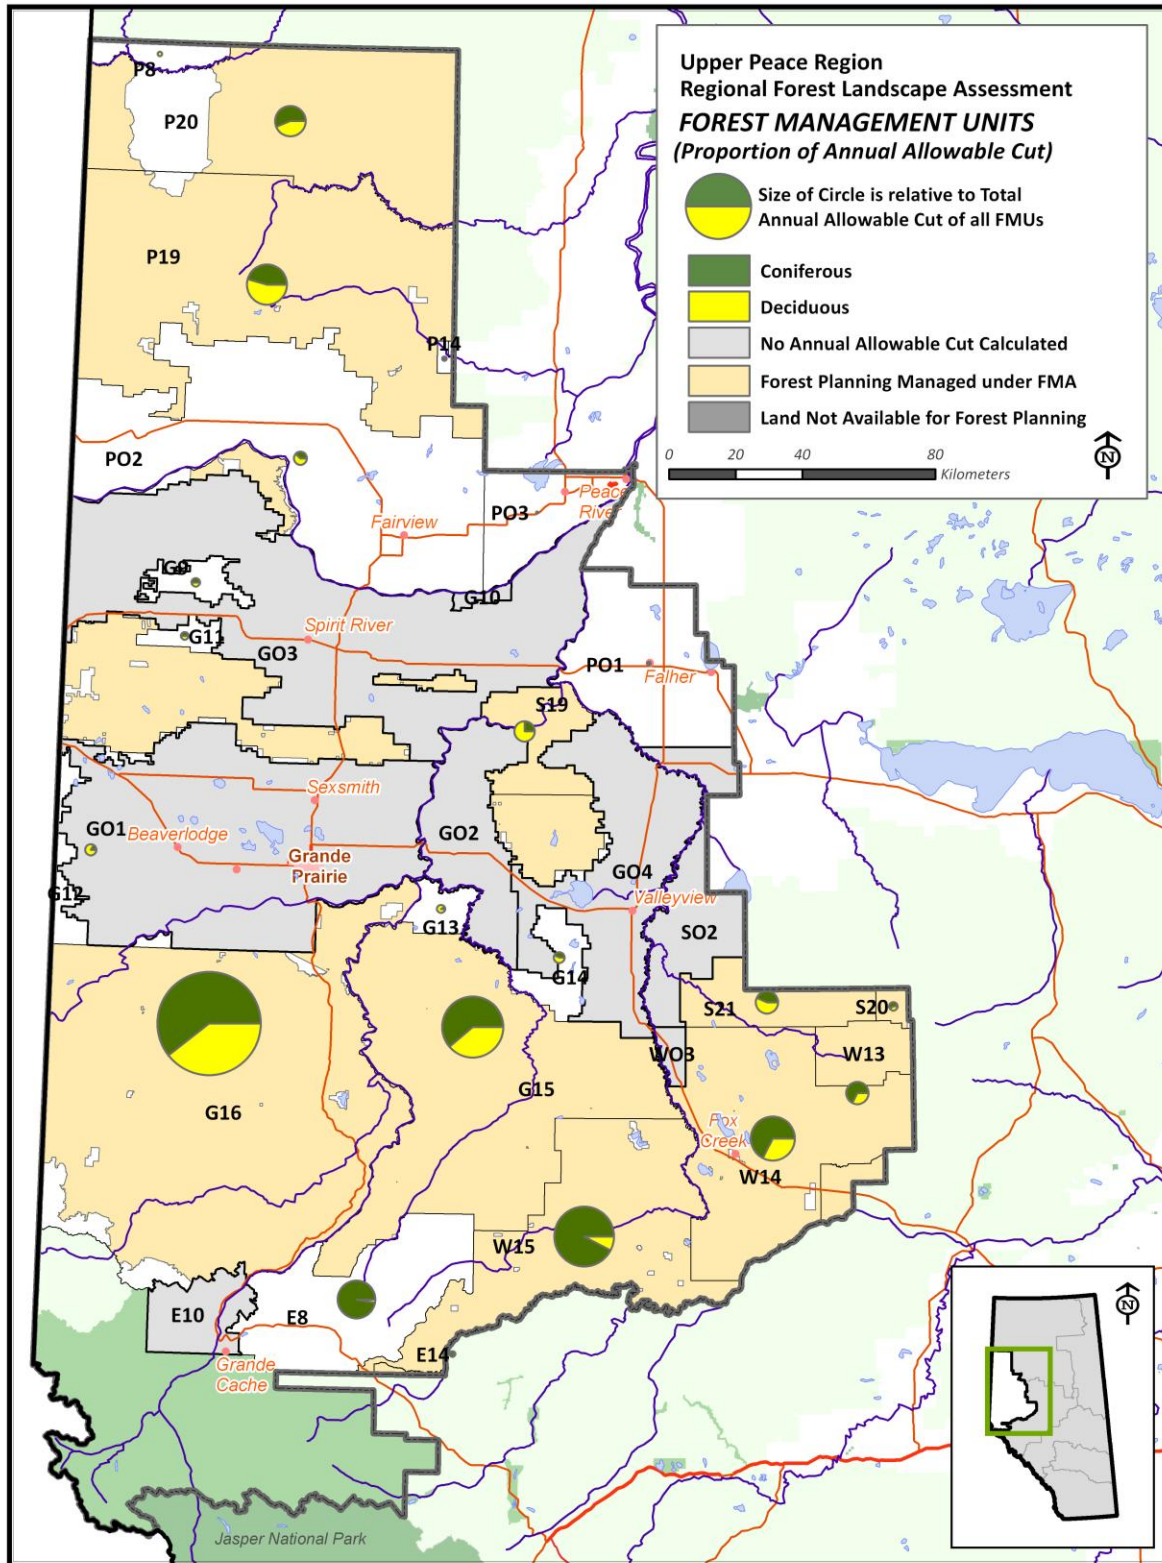 Upper Peace Region
Regional Forest Landscape Assessment
FOREST MANAGEMENT UNITS
(Proportion of Annual Allowable Cut)
Size of Circle is relative to Total
Annual Allowable Cut of all FMUs
Coniferous
Deciduous
No Annual Allowable Cut Calculated
Forest Planning Managed under FMA
Land Not Available for Forest Planning
N
0 20 40 80
Kilometers
P8
P20
P19
P14
PO2
PO3
Peace
River
Fairview
G9
G10
Spirit River
G11
GO3
PO1
Falher
S19
Sexsmith
GO1
Beaverlodge
GO2
Grande
Prairie
GO4
G12
Valleyview
G13
SO2
G14
S21
S20
WO3
W13
G15
G16
Fox
Creek
W14
W15
E10
E8
E14
Grande
Cache
N
Jasper National Park